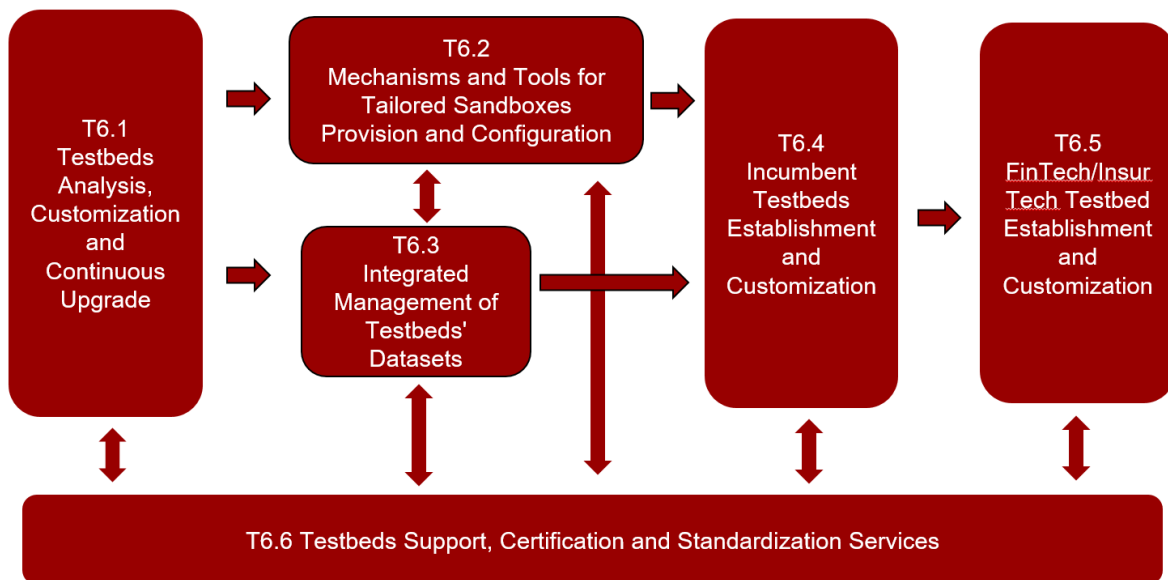 T6.1
Testbeds
Analysis,
Customization
and
Continuous
Upgrade
T6.2
Mechanisms and Tools for
Tailored Sandboxes
Provision and Configuration
T6.3
Integrated
Management of
Testbeds'
Datasets
T6.4
Incumbent
Testbeds
Establishment
and
Customization
T6.5
FinTech/Insur
Tech Testbed
Establishment
and
Customization
T6.6 Testbeds Support, Certification and Standardization Services